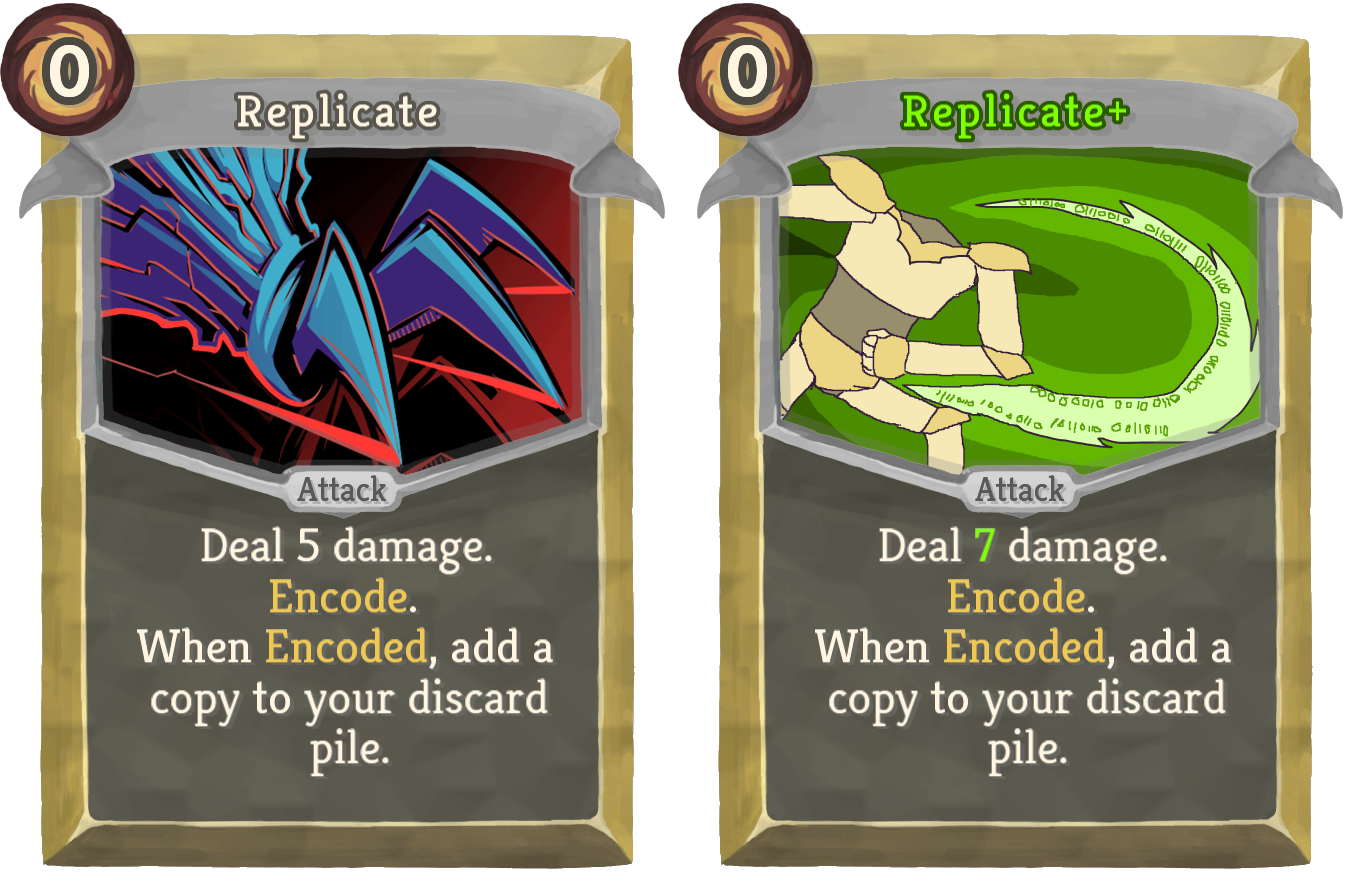 0
Replicate
Attack
Deal 5 damage.
Encode.
When Encoded, add a
copy to your discard
pile.
0
Replicate+
Attack
Deal 7 damage.
Encode.
When Encoded, add a
copy to your discard
pile.